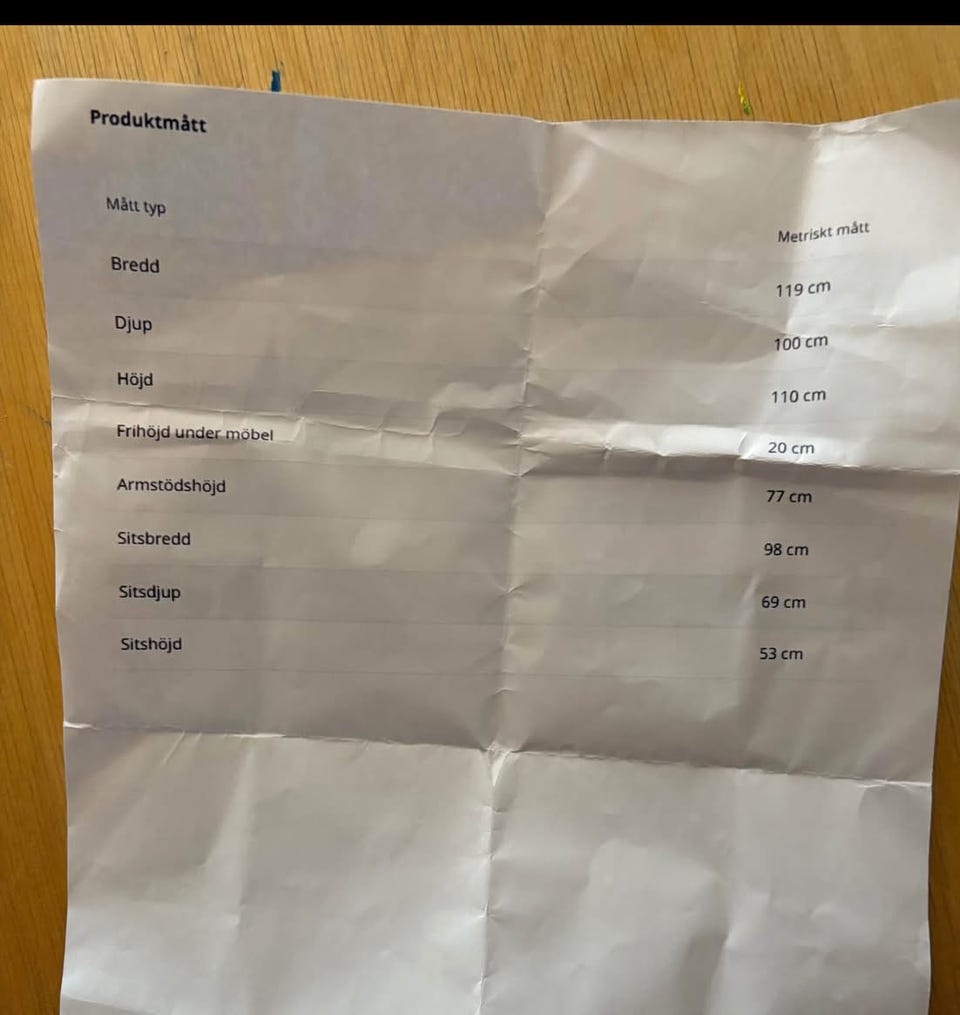 Produktmått
Mått typ Metriskt mått
Bredd 119 cm
Djup 100 cm
Höjd 110 cm
Frihöjd under möbel 20 cm
Armstödshöjd 77 cm
Sitsbredd 98 cm
Sitsdjup 69 cm
Sitshöjd 53 cm